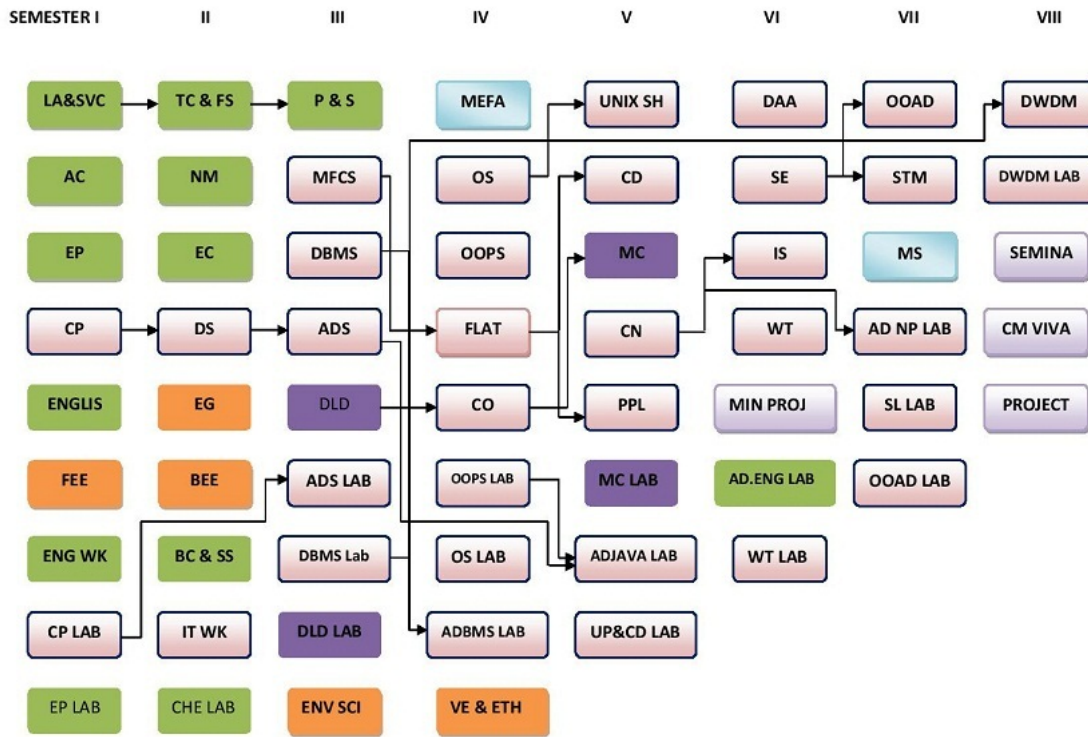 SEMESTER I II III IV V VI VII VIII
LA&SVC TC & FS P & S MEFA UNIX SH DAA OOAD DWDM
AC NM MFCS OS CD SE STM DWDM LAB
EP EC DBMS OOPS MC IS MS SEMINA
CP DS ADS FLAT CN WT AD NP LAB CM VIVA
ENGLIS EG DLD CO PPL MIN PROJ SL LAB PROJECT
FEE BEE ADS LAB OOPS LAB MC LAB AD.ENG LAB OOAD LAB
ENG WK BC & SS DBMS Lab OS LAB ADJAVA LAB WT LAB
CP LAB IT WK DLD LAB ADBMS LAB UP&CD LAB
EP LAB CHE LAB ENV SCI VE & ETH